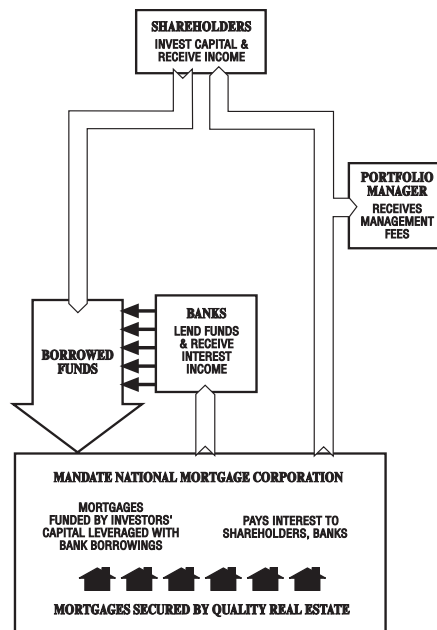 SHAREHOLDERS
INVEST CAPITAL &
RECEIVE INCOME
PORTFOLIO
MANAGER
RECEIVES
MANAGEMENT
FEES
BANKS
LEND FUNDS
& RECEIVE
INTEREST
INCOME
BORROWED
FUNDS
MANDATE NATIONAL MORTGAGE CORPORATION
MORTGAGES
FUNDED BY INVESTORS'
CAPITAL LEVERAGED WITH
BANK BORROWINGS
PAYS INTEREST TO
SHAREHOLDERS, BANKS
MORTGAGES SECURED BY QUALITY REAL ESTATE